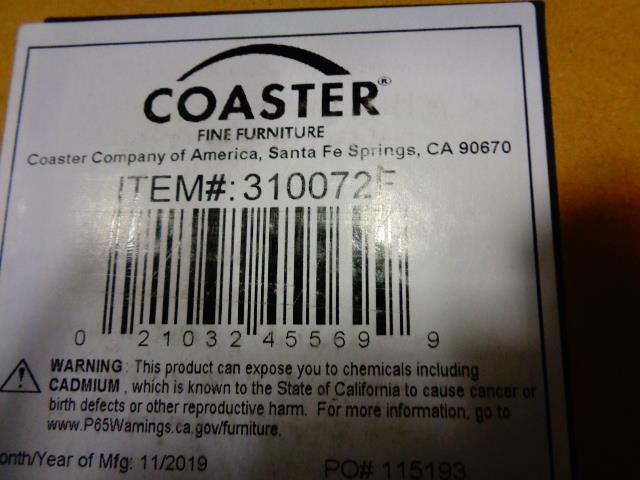 COASTER®
FINE FURNITURE
Coaster Company of America, Santa Fe Springs, CA 90670
ITEM#: 310072F
0 21032 45569 9
WARNING: This product can expose you to chemicals including
CADMIUM , which is known to the State of California to cause cancer or
birth defects or other reproductive harm. For more information, go to
www.P65Warnings.ca.gov/furniture.
onth/Year of Mfg: 11/2019 PO# 115193